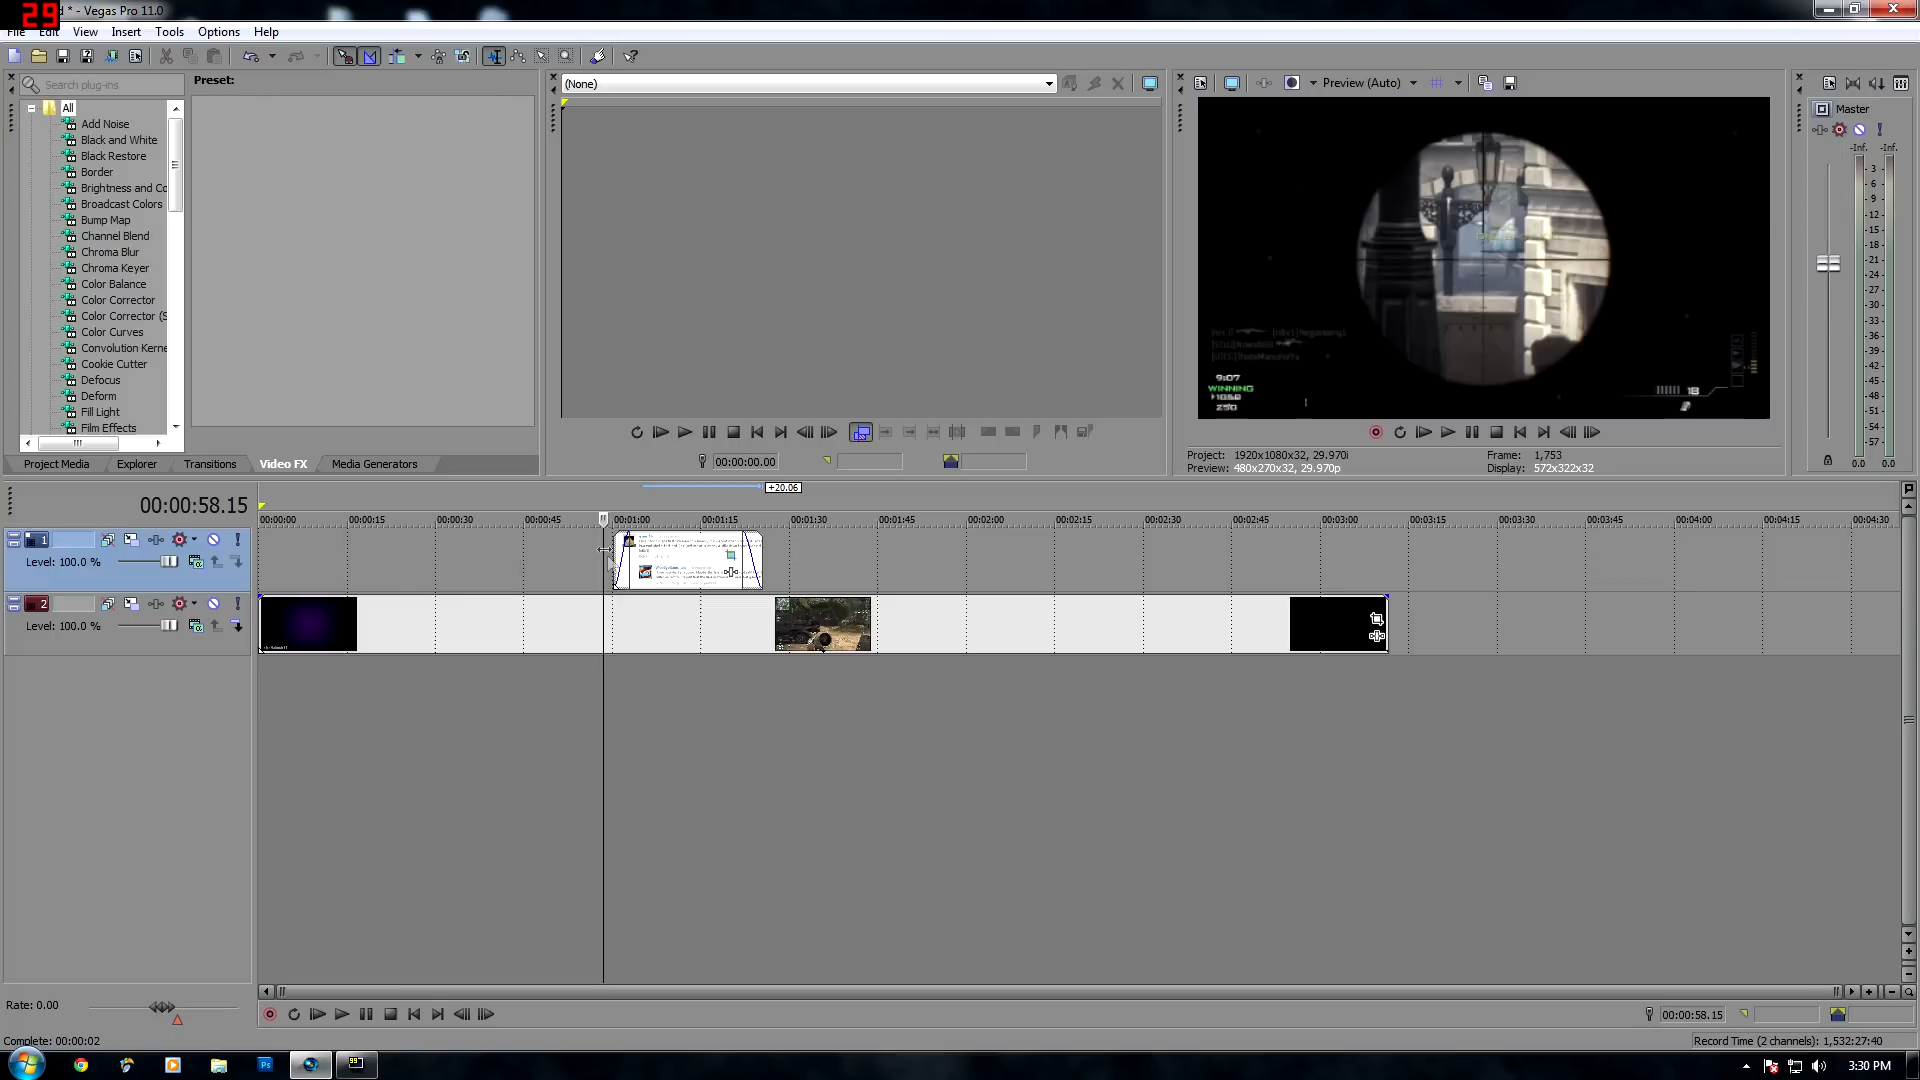 29
d * - Vegas Pro 11.0
File Edit View Insert Tools Options Help
Search plug-ins
Preset:
All
Add Noise
Black and White
Black Restore
Border
Brightness and Co
Broadcast Colors
Bump Map
Channel Blend
Chroma Blur
Chroma Keyer
Color Balance
Color Corrector
Color Corrector (S
Color Curves
Convolution Kerne
Cookie Cutter
Defocus
Deform
Fill Light
Film Effects
Project Media Explorer Transitions Video FX Media Generators
(None)
00:00:00.00
Preview (Auto)
9:07
WINNING
18
Project: 1920x1080x32, 29.970i
Preview: 480x270x32, 29.970p
Frame: 1,753
Display: 572x322x32
Master
-Inf. -Inf.
3
6
9
12
15
18
21
24
27
30
33
36
39
42
45
48
51
54
57
0.0 0.0
+20.06
00:00:58.15
00:00:00 00:00:15 00:00:30 00:00:45 00:01:00 00:01:15 00:01:30 00:01:45 00:02:00 00:02:15 00:02:30 00:02:45 00:03:00 00:03:15 00:03:30 00:03:45 00:04:00 00:04:15 00:04:30
1
Level: 100.0 %
2
Level: 100.0 %
Rate: 0.00
00:00:58.15
Complete: 00:00:02
Record Time (2 channels): 1,532:27:40
Ps
99
3:30 PM